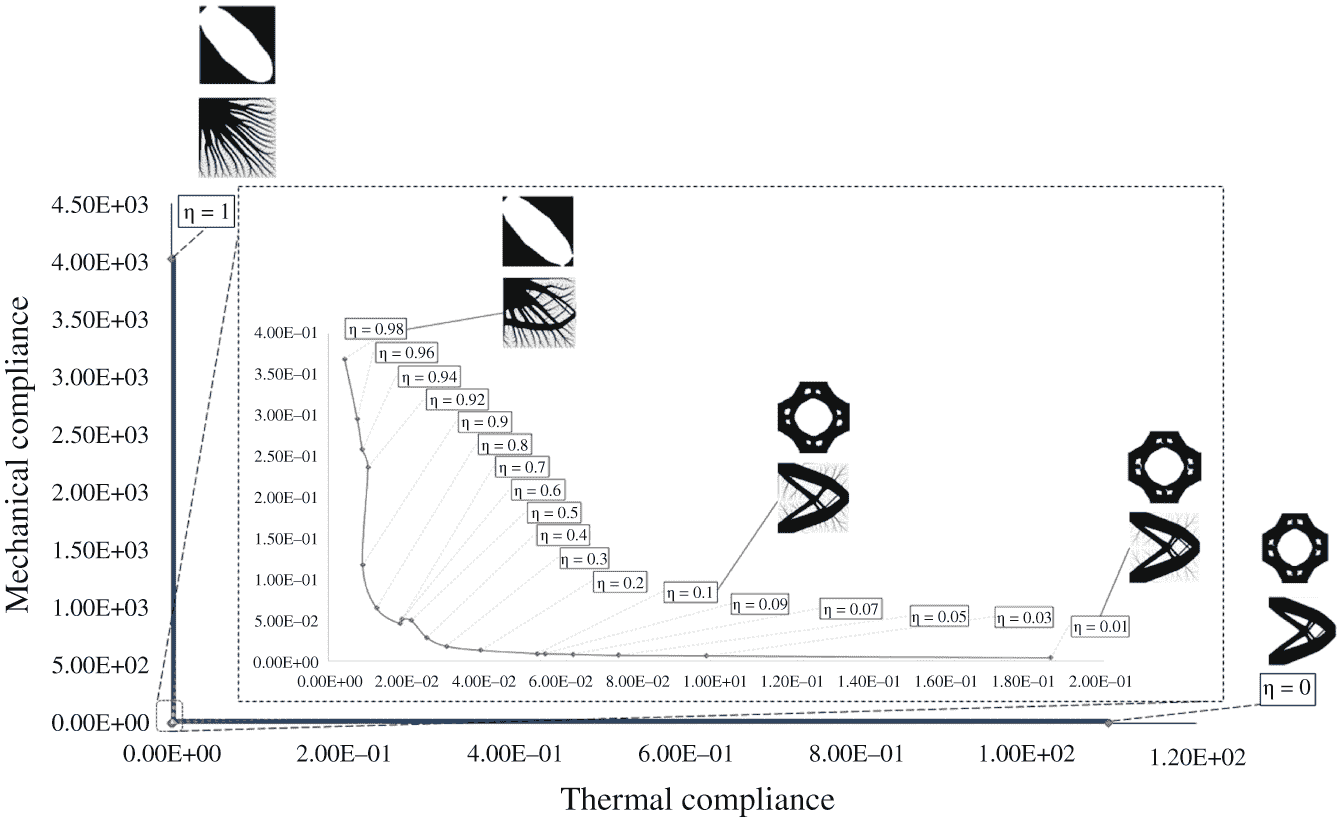 4.50E+03
4.00E+03
3.50E+03
3.00E+03
2.50E+03
2.00E+03
1.50E+03
1.00E+03
5.00E+02
0.00E+00
Mechanical compliance
η = 1
4.00E–01
3.50E–01
3.00E–01
2.50E–01
2.00E–01
1.50E–01
1.00E–01
5.00E–02
0.00E+00
η = 0.98
η = 0.96
η = 0.94
η = 0.92
η = 0.9
η = 0.8
η = 0.7
η = 0.6
η = 0.5
η = 0.4
η = 0.3
η = 0.2
η = 0.1
η = 0.09
η = 0.07
η = 0.05
η = 0.03
η = 0.01
η = 0
0.00E+00 2.00E–02 4.00E–02 6.00E–02 8.00E–02 1.00E+01 1.20E–01 1.40E–01 1.60E–01 1.80E–01 2.00E–01
0.00E+00 2.00E–01 4.00E–01 6.00E–01 8.00E–01 1.00E+02 1.20E+02
Thermal compliance